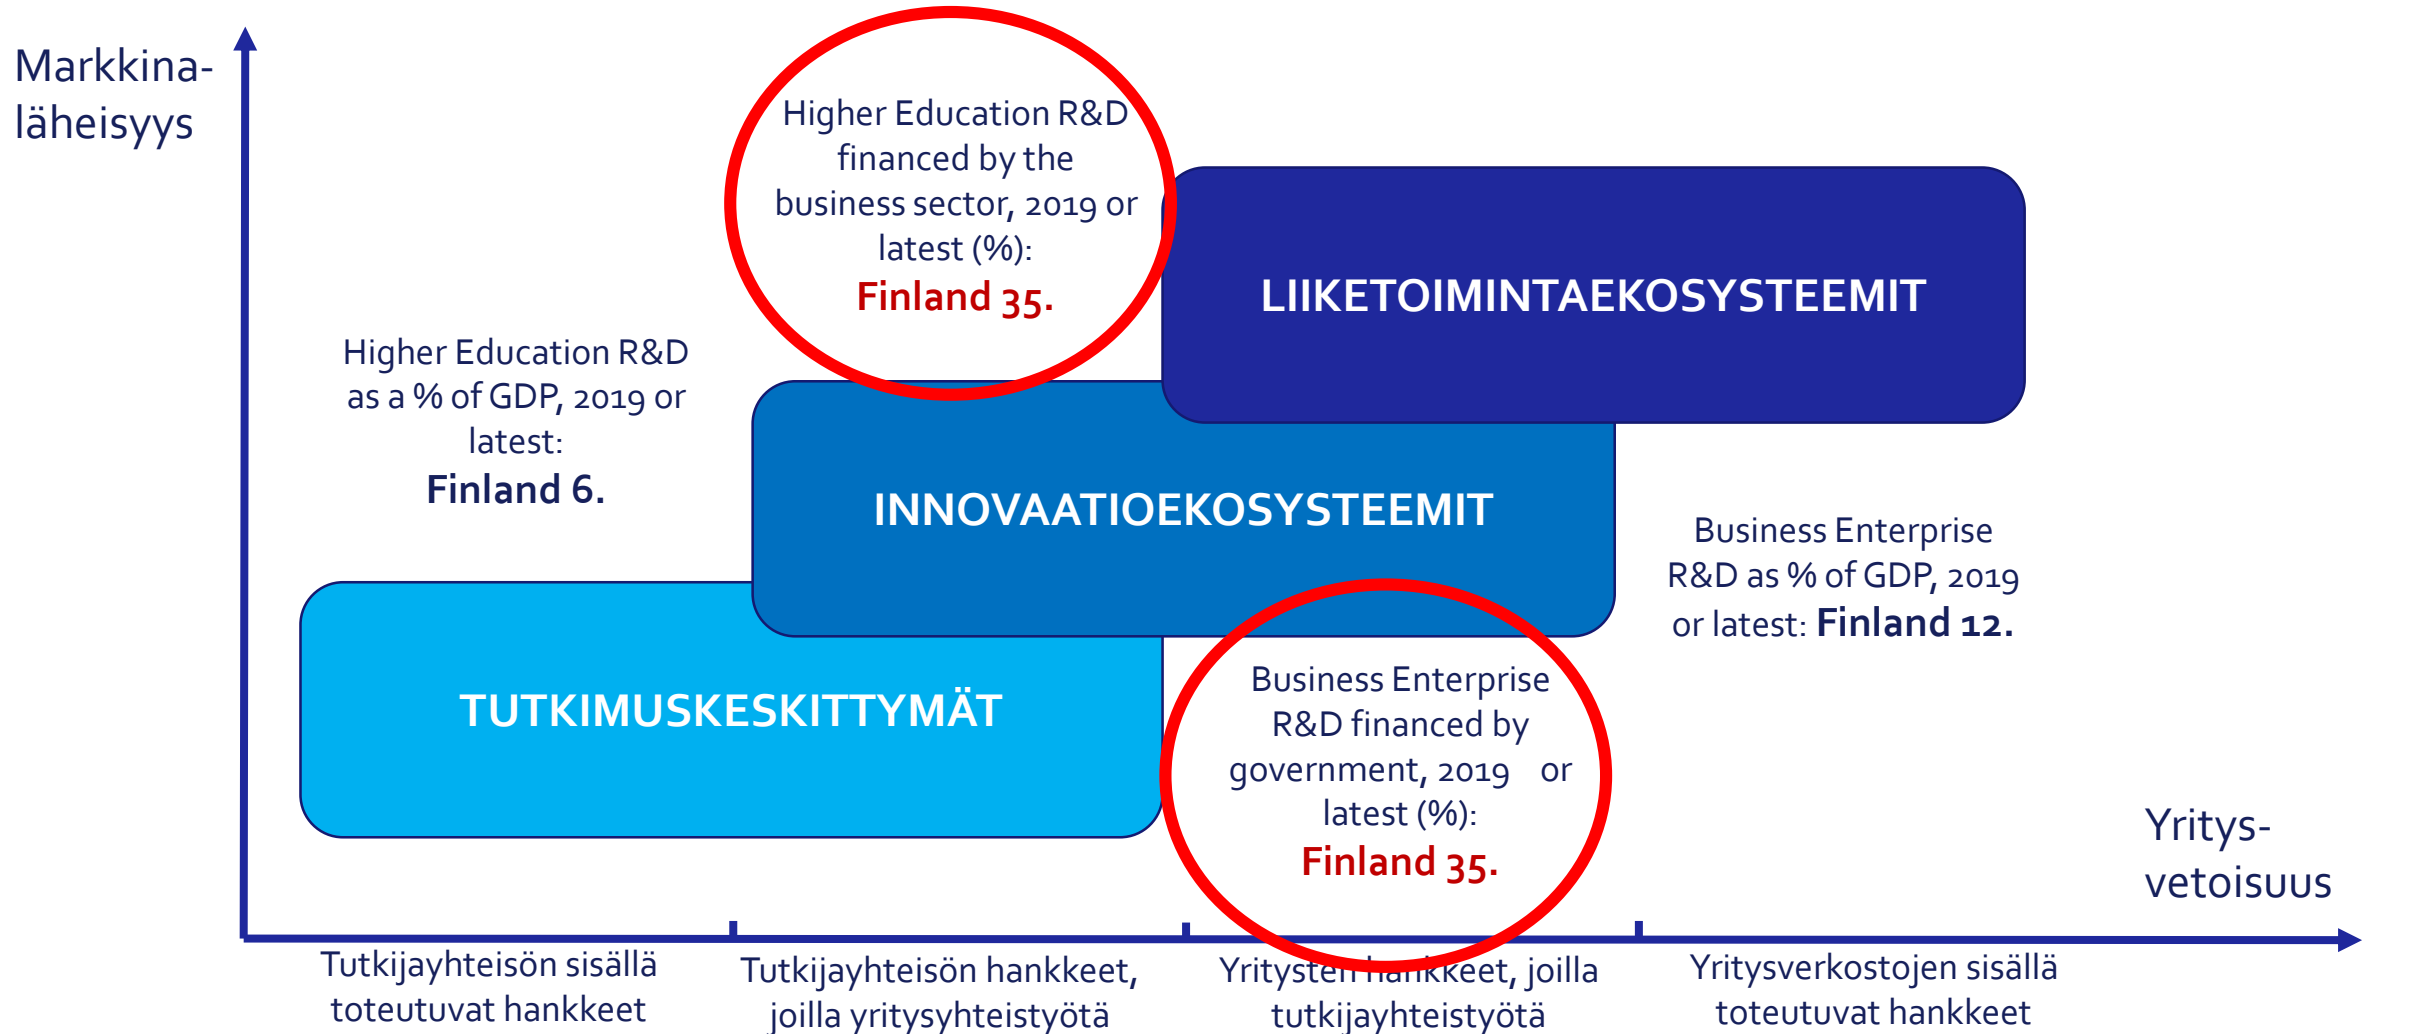 Markkina-
läheisyys
Higher Education R&D
financed by the
business sector, 2019 or
latest (%):
Finland 35.
LIIKETOIMINTAEKOSYSTEEMIT
Higher Education R&D
as a % of GDP, 2019 or
latest:
Finland 6.
INNOVAATIOEKOSYSTEEMIT
Business Enterprise
R&D as % of GDP, 2019
or latest: Finland 12.
TUTKIMUSKESKITTYMÄT
Business Enterprise
R&D financed by
government, 2019 or
latest (%):
Finland 35.
Yritys-
vetoisuus
Tutkijayhteisön sisällä
toteutuvat hankkeet
Tutkijayhteisön hankkeet,
joilla yritysyhteistyötä
Yritysten hankkeet, joilla
tutkijayhteistyötä
Yritysverkostojen sisällä
toteutuvat hankkeet